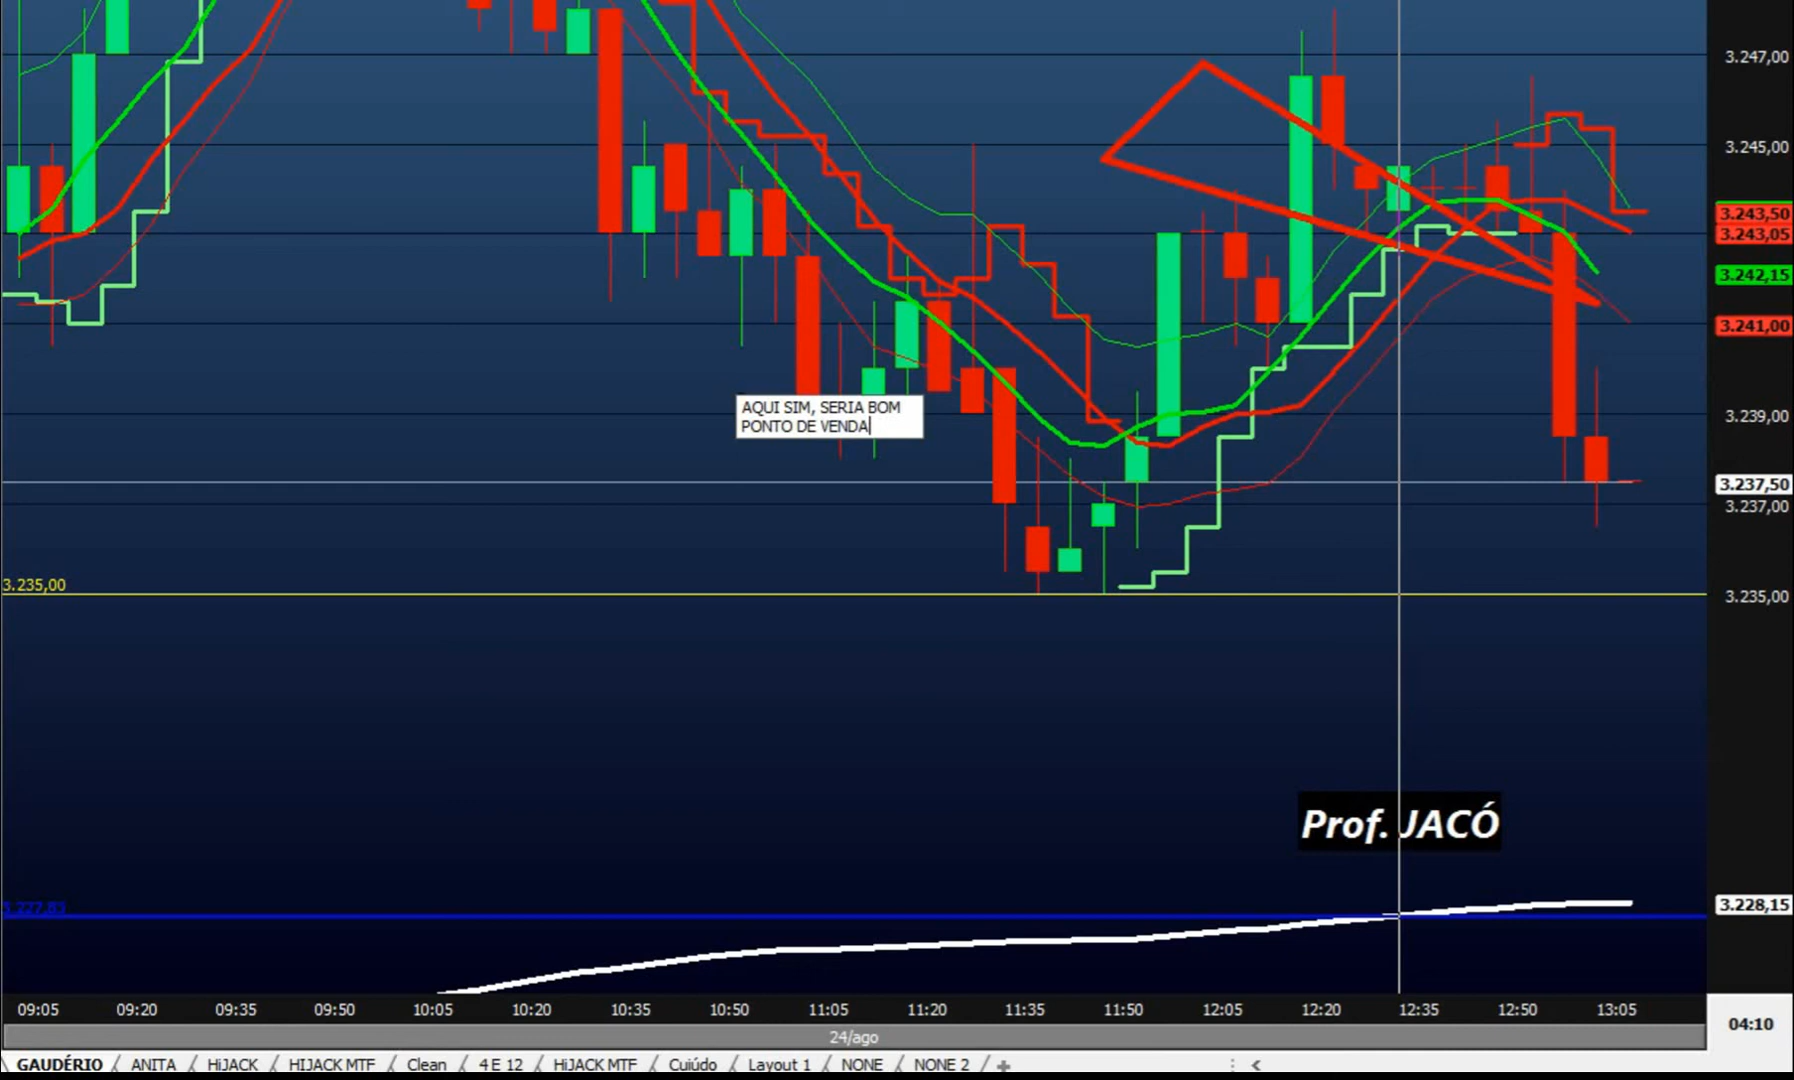 3.247,00
3.245,00
3.243,50
3.243,05
3.242,15
3.241,00
AQUI SIM, SERIA BOM
PONTO DE VENDA
3.239,00
3.237,50
3.237,00
3.235,00
3.235,00
Prof. JACÓ
3.227,85
3.228,15
09:05 09:20 09:35 09:50 10:05 10:20 10:35 10:50 11:05 11:20 11:35 11:50 12:05 12:20 12:35 12:50 13:05
04:10
24/ago
GAUDÉRIO / ANITA / HiJACK / HIJACK MTF / Clean / 4 E 12 / HiJACK MTF / Cuiúdo / Layout 1 / NONE / NONE 2 /